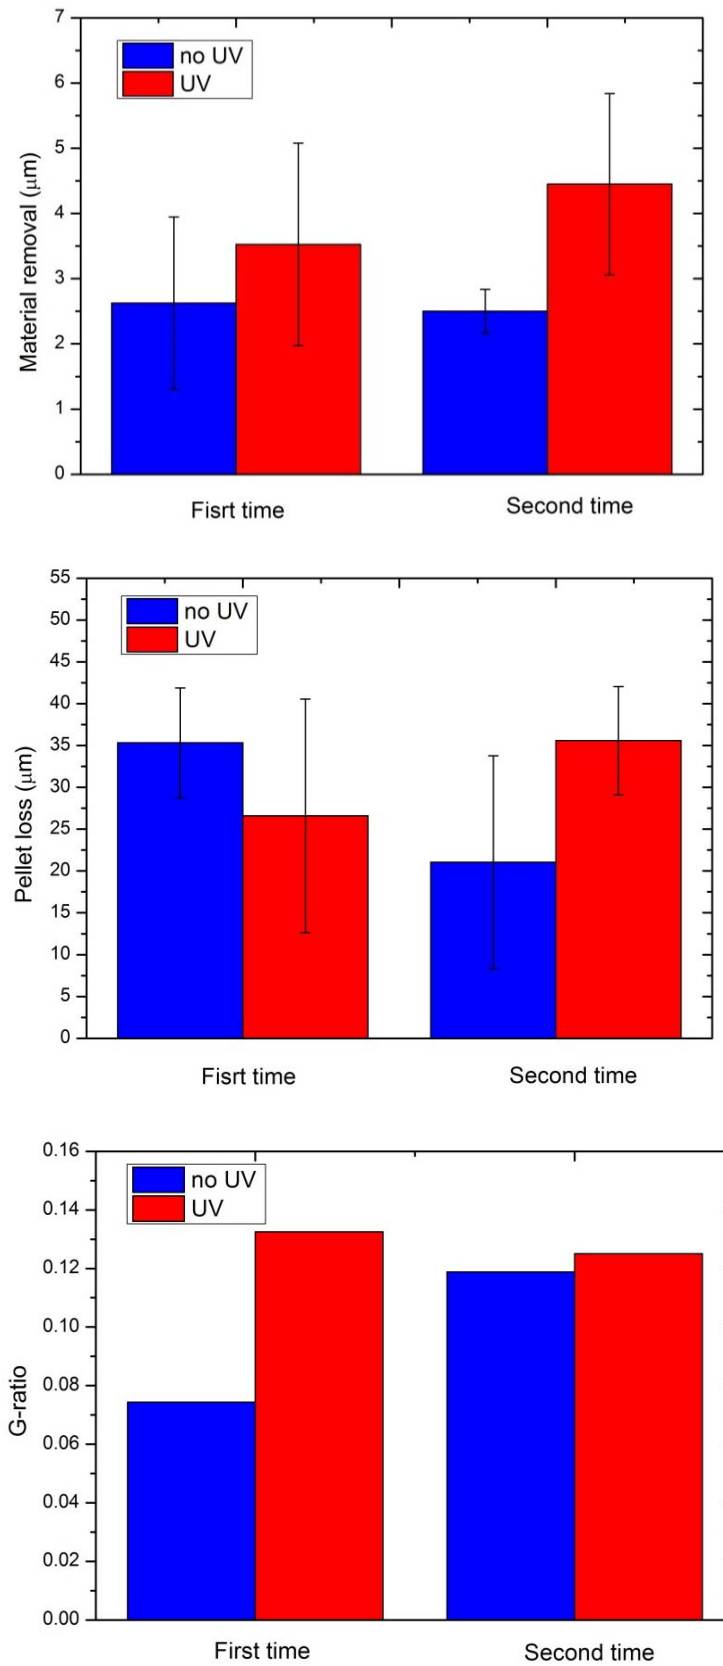 7
6
5
4
3
2
1
0
Material removal (μm)
no UV
UV
Fisrt time
Second time
55
50
45
40
35
30
25
20
15
10
5
0
Pellet loss (μm)
no UV
UV
Fisrt time
Second time
0.16
0.14
0.12
0.10
0.08
0.06
0.04
0.02
0.00
G-ratio
no UV
UV
First time
Second time